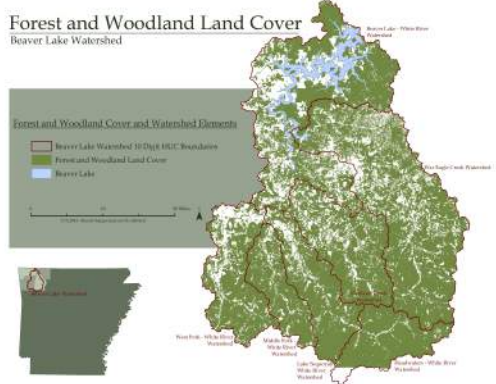 Forest and Woodland Land Cover
Beaver Lake Watershed
Beaver Lake - White River
Watershed
Forest and Woodland Cover and Watershed Elements
Beaver Lake Watershed 10 Digit HUC Boundaries
Forest and Woodland Land Cover
Beaver Lake
War Eagle Creek Watershed
West Fork - White River
Watershed
Middle Fork -
White River
Watershed
White River
Watershed
Headwaters - White River
Watershed